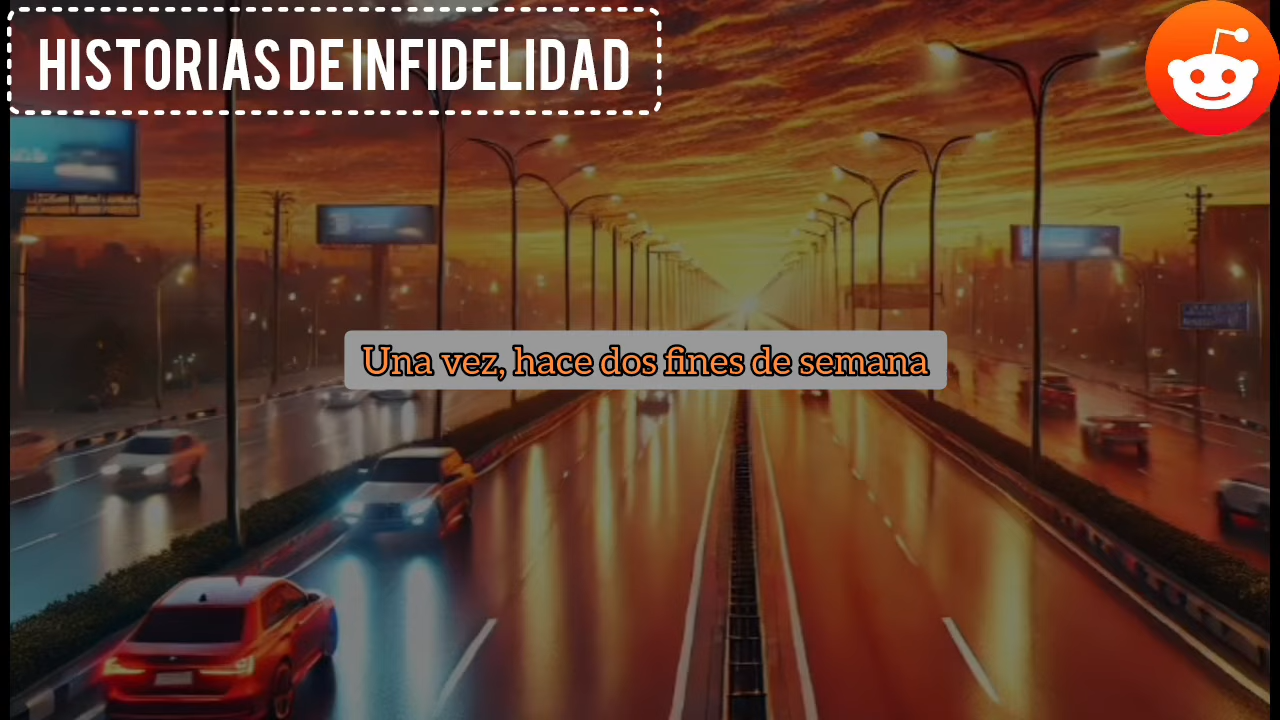 HISTORIAS DE INFIDELIDAD
Una vez, hace dos fines de semana